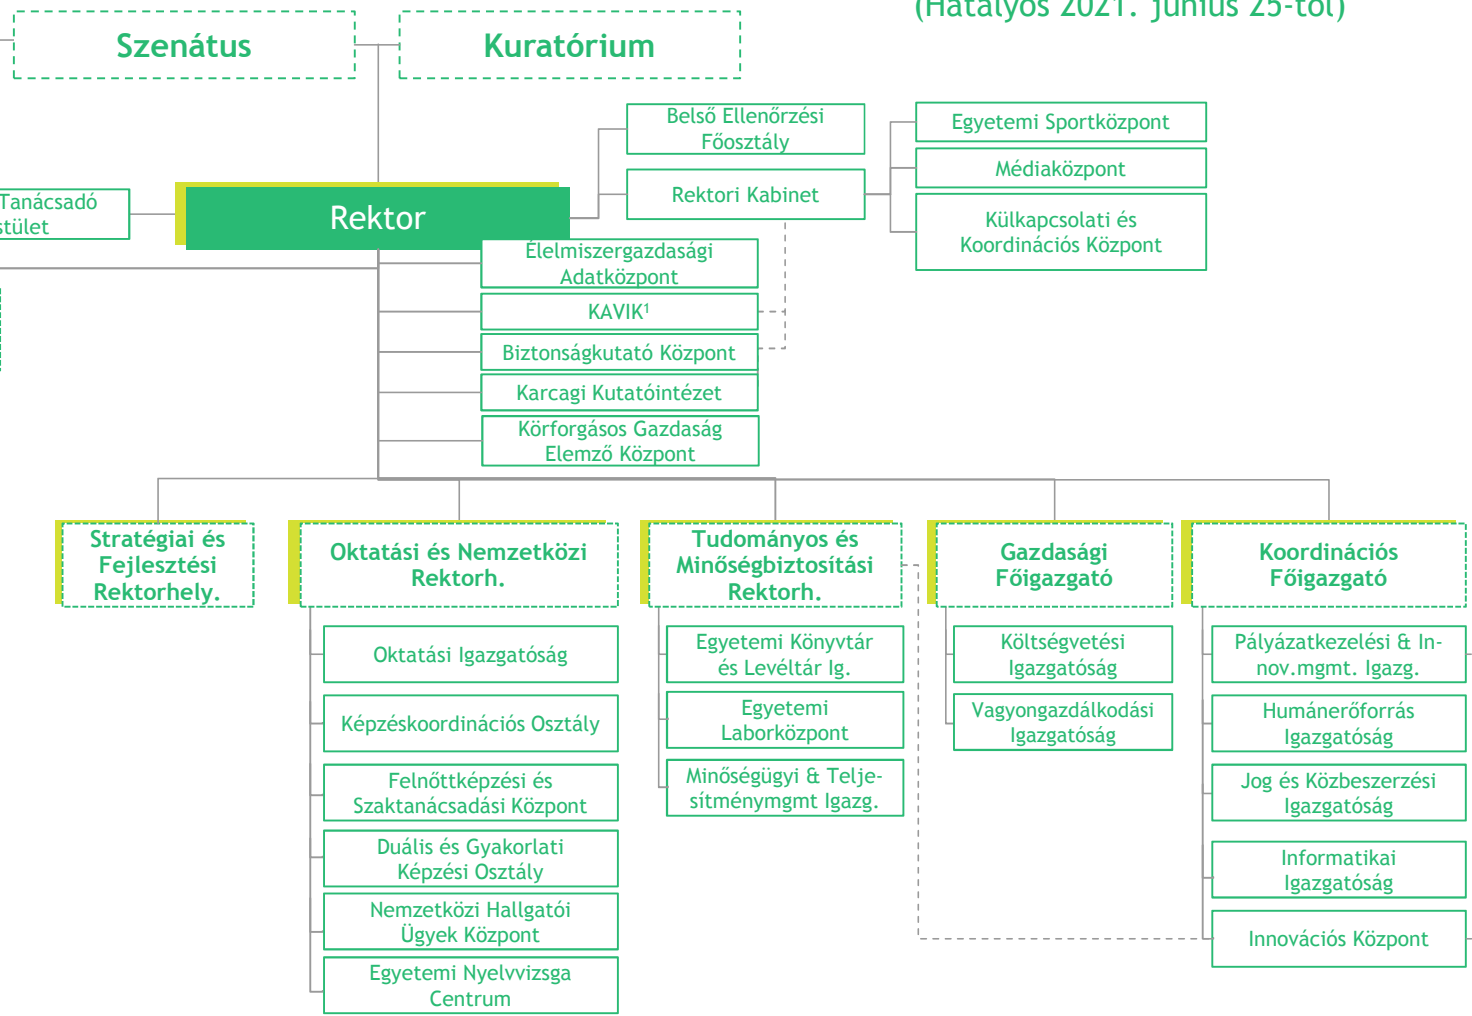 (Hatályos 2021. június 25-től)
Szenátus
Kuratórium
Belső Ellenőrzési
Főosztály
Egyetemi Sportközpont
Médiaközpont
Rektori Kabinet
Tanácsadó
Rektor
Külkapcsolati és
Koordinációs Központ
Élelmiszergazdasági
Adatközpont
KAVIK¹
Biztonságkutató Központ
Karcagi Kutatóintézet
Körforgásos Gazdaság
Elemző Központ
Stratégiai és
Fejlesztési
Rektorhely.
Oktatási és Nemzetközi
Rektorh.
Tudományos és
Minőségbiztosítási
Rektorh.
Gazdasági
Főigazgató
Koordinációs
Főigazgató
Oktatási Igazgatóság
Képzéskoordinációs Osztály
Felnőttképzési és
Szaktanácsadási Központ
Duális és Gyakorlati
Képzési Osztály
Nemzetközi Hallgatói
Ügyek Központ
Egyetemi Nyelvvizsga
Centrum
Egyetemi Könyvtár
és Levéltár Ig.
Egyetemi
Laborközpont
Minőségügyi & Telje-
sítménymgmt Igazg.
Költségvetési
Igazgatóság
Vagyongazdálkodási
Igazgatóság
Pályázatkezelési & In-
nov.mgmt. Igazg.
Humánerőforrás
Igazgatóság
Jog és Közbeszerzési
Igazgatóság
Informatikai
Igazgatóság
Innovációs Központ